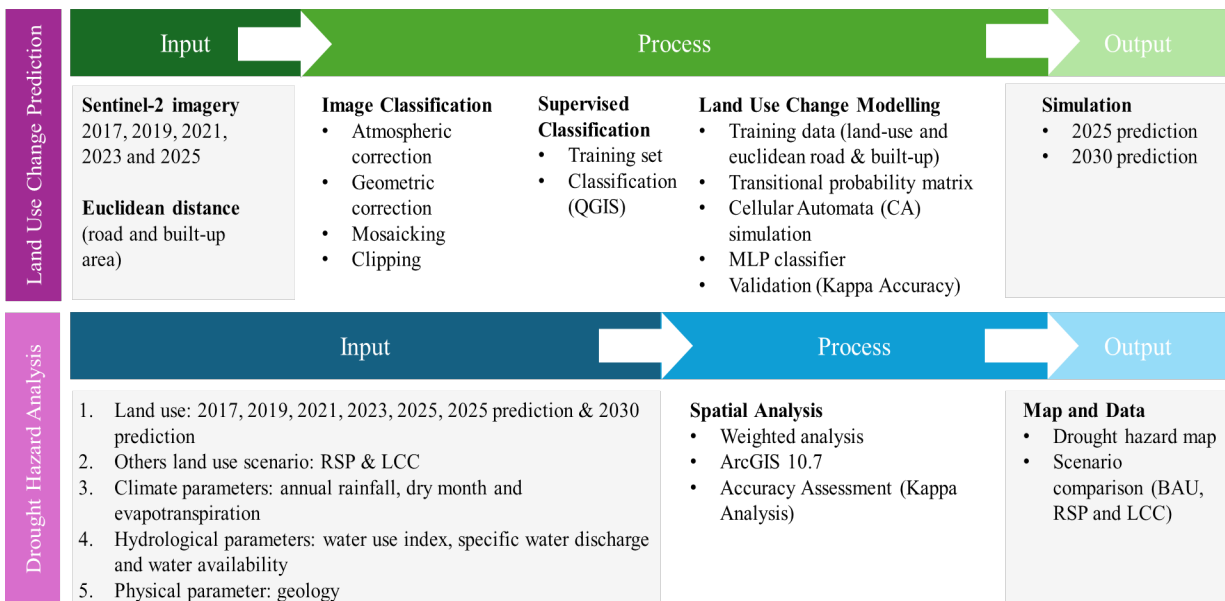 Land Use Change Prediction
Input
Process
Output
Sentinel-2 imagery
2017, 2019, 2021,
2023 and 2025
Euclidean distance
(road and built-up
area)
Image Classification
• Atmospheric
correction
• Geometric
correction
• Mosaicking
• Clipping
Supervised
Classification
• Training set
• Classification
(QGIS)
Land Use Change Modelling
• Training data (land-use and
euclidean road & built-up)
• Transitional probability matrix
• Cellular Automata (CA)
simulation
• MLP classifier
• Validation (Kappa Accuracy)
Simulation
• 2025 prediction
• 2030 prediction
Drought Hazard Analysis
Input
Process
Output
1. Land use: 2017, 2019, 2021, 2023, 2025, 2025 prediction & 2030
prediction
2. Others land use scenario: RSP & LCC
3. Climate parameters: annual rainfall, dry month and
evapotranspiration
4. Hydrological parameters: water use index, specific water discharge
and water availability
5. Physical parameter: geology
Spatial Analysis
• Weighted analysis
• ArcGIS 10.7
• Accuracy Assessment (Kappa
Analysis)
Map and Data
• Drought hazard map
• Scenario
comparison (BAU,
RSP and LCC)